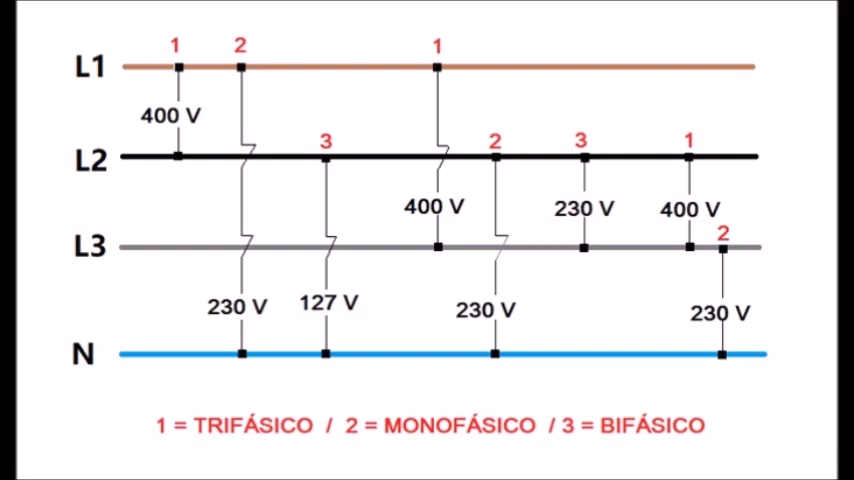 1 2 1
L1
400 V
3 2 3 1
L2
400 V 230 V 400 V
2
L3
230 V 127 V 230 V 230 V
N
1 = TRIFÁSICO / 2 = MONOFÁSICO / 3 = BIFÁSICO